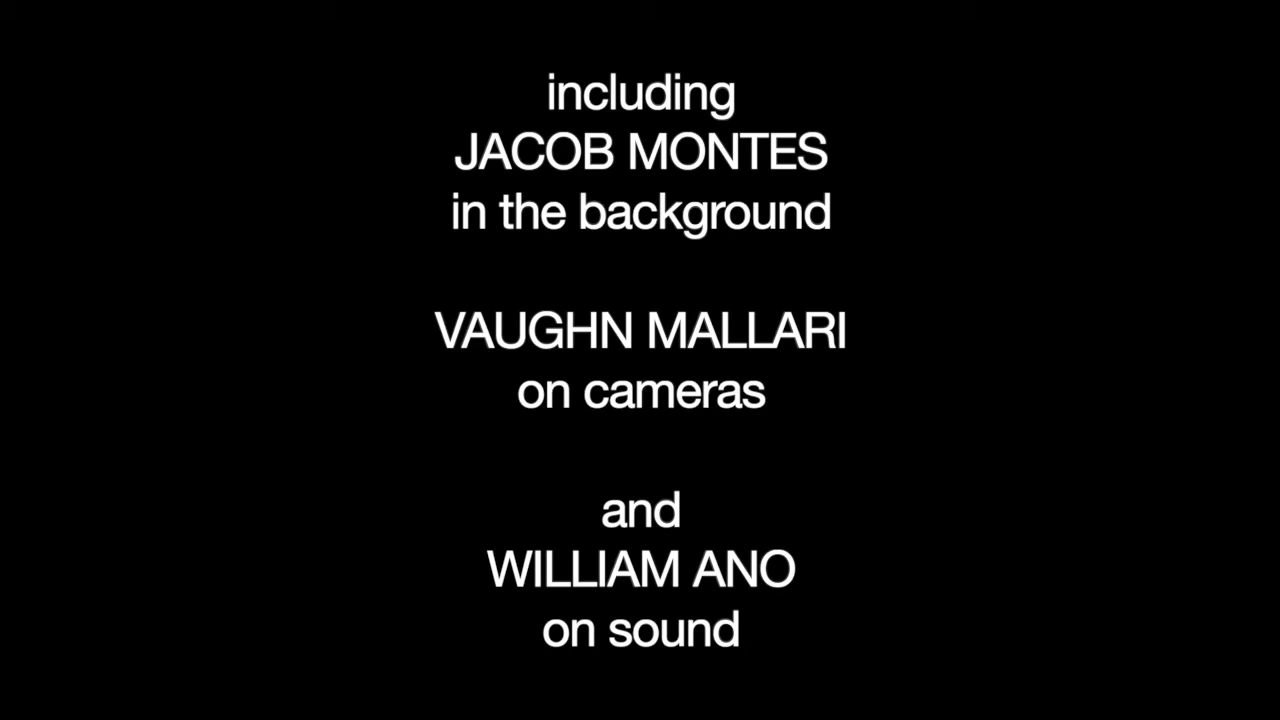 including
JACOB MONTES
in the background
VAUGHN MALLARI
on cameras
and
WILLIAM ANO
on sound